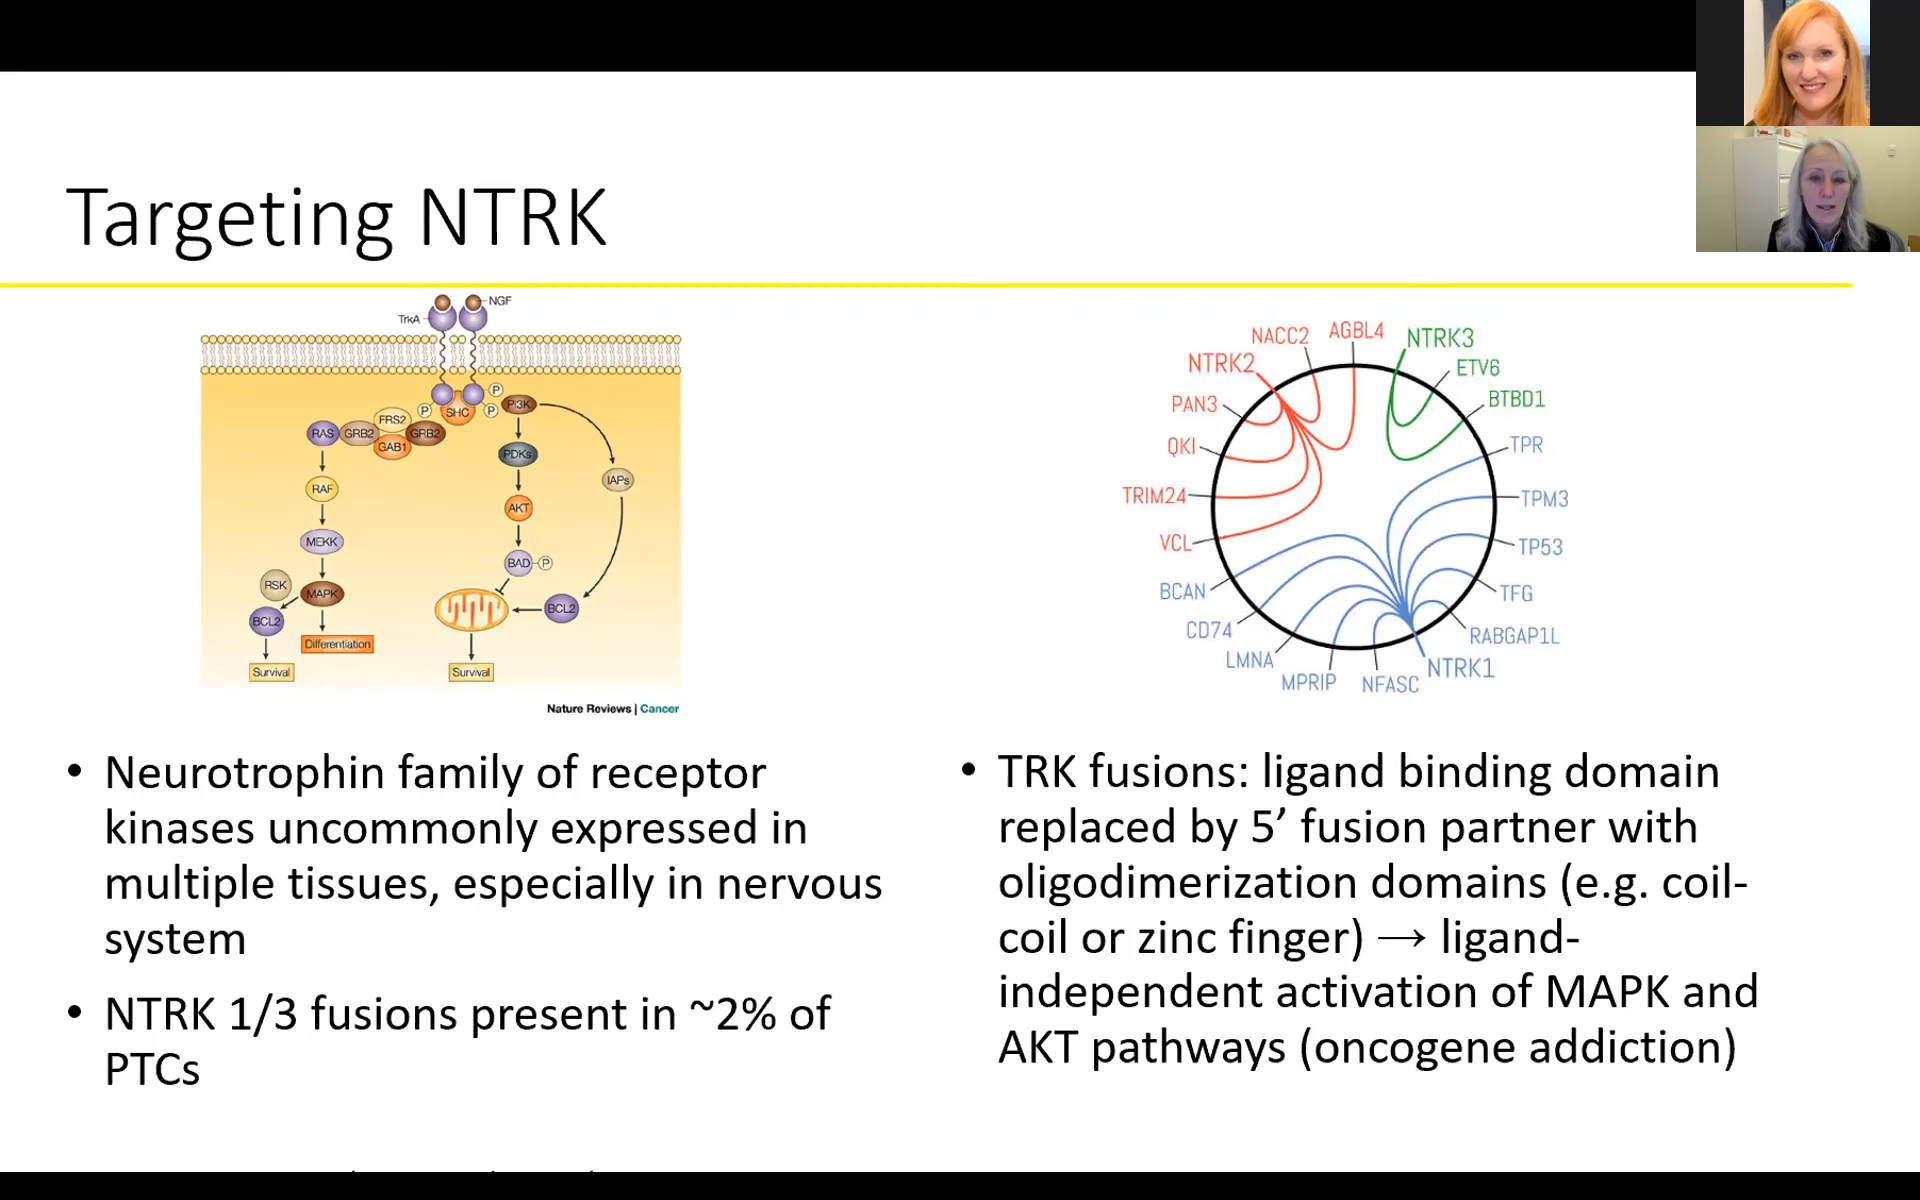 Targeting NTRK
NGF
TrkA
P
P
P
SHC
PI3K
FRS2
RAS
GRB2
GRB2
GAB1
PDKs
IAPs
RAF
AKT
MEKK
BAD
P
RSK
MAPK
BCL2
BCL2
Differentiation
Survival
Survival
Nature Reviews | Cancer
NACC2
AGBL4
NTRK3
NTRK2
ETV6
PAN3
BTBD1
QKI
TPR
TRIM24
TPM3
VCL
TP53
BCAN
TFG
CD74
RABGAP1L
LMNA
NTRK1
MPRIP
NFASC
• Neurotrophin family of receptor
kinases uncommonly expressed in
multiple tissues, especially in nervous
system
• NTRK 1/3 fusions present in ~2% of
PTCs
• TRK fusions: ligand binding domain
replaced by 5’ fusion partner with
oligodimerization domains (e.g. coil-
coil or zinc finger) → ligand-
independent activation of MAPK and
AKT pathways (oncogene addiction)